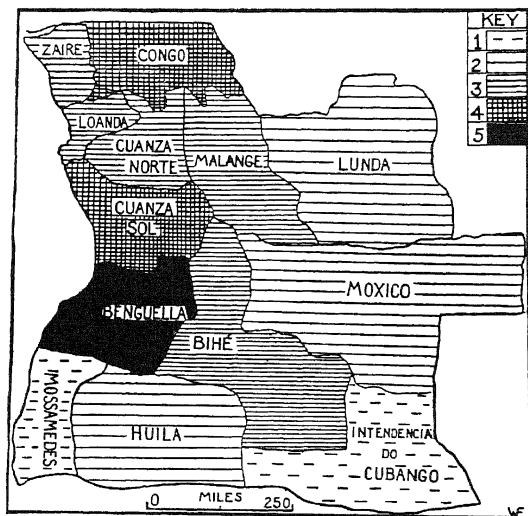 KEY
1
2
3
4
5
ZAIRE
CONGO
LOANDA
CUANZA
NORTE
MALANGE
LUNDA
CUANZA
SOL
BENGUELLA
MOXICO
BIHÉ
MOSSAMEDES
HUILA
INTENDENCIA
DO
CUBANGO
0 MILES 250